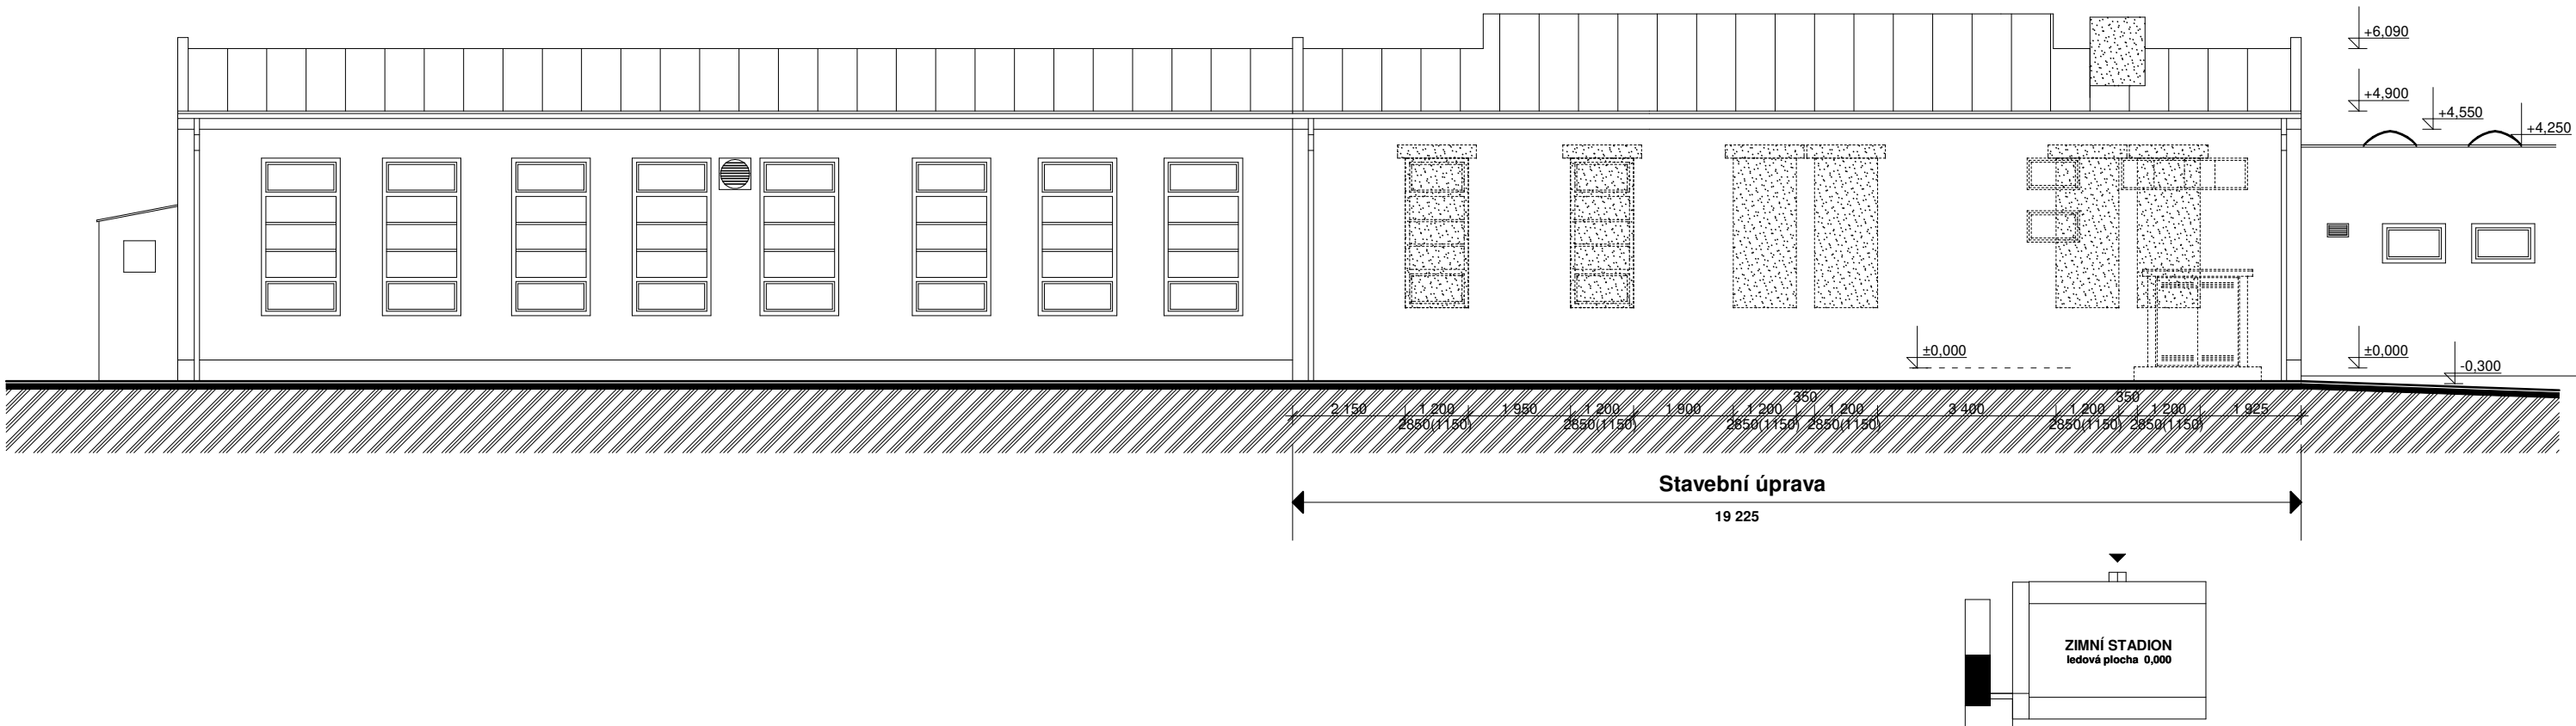 +6,090
+4,900
+4,550
+4,250
±0,000
±0,000
-0,300
2 150 1 200 1 950 1 200 1 900 1 200 350 1 200 3 400 1 200 350 1 200 1 925
2850(1150) 2850(1150) 2850(1150) 2850(1150) 2850(1150) 2850(1150)
Stavební úprava
19 225
ZIMNÍ STADION
ledová plocha 0,000